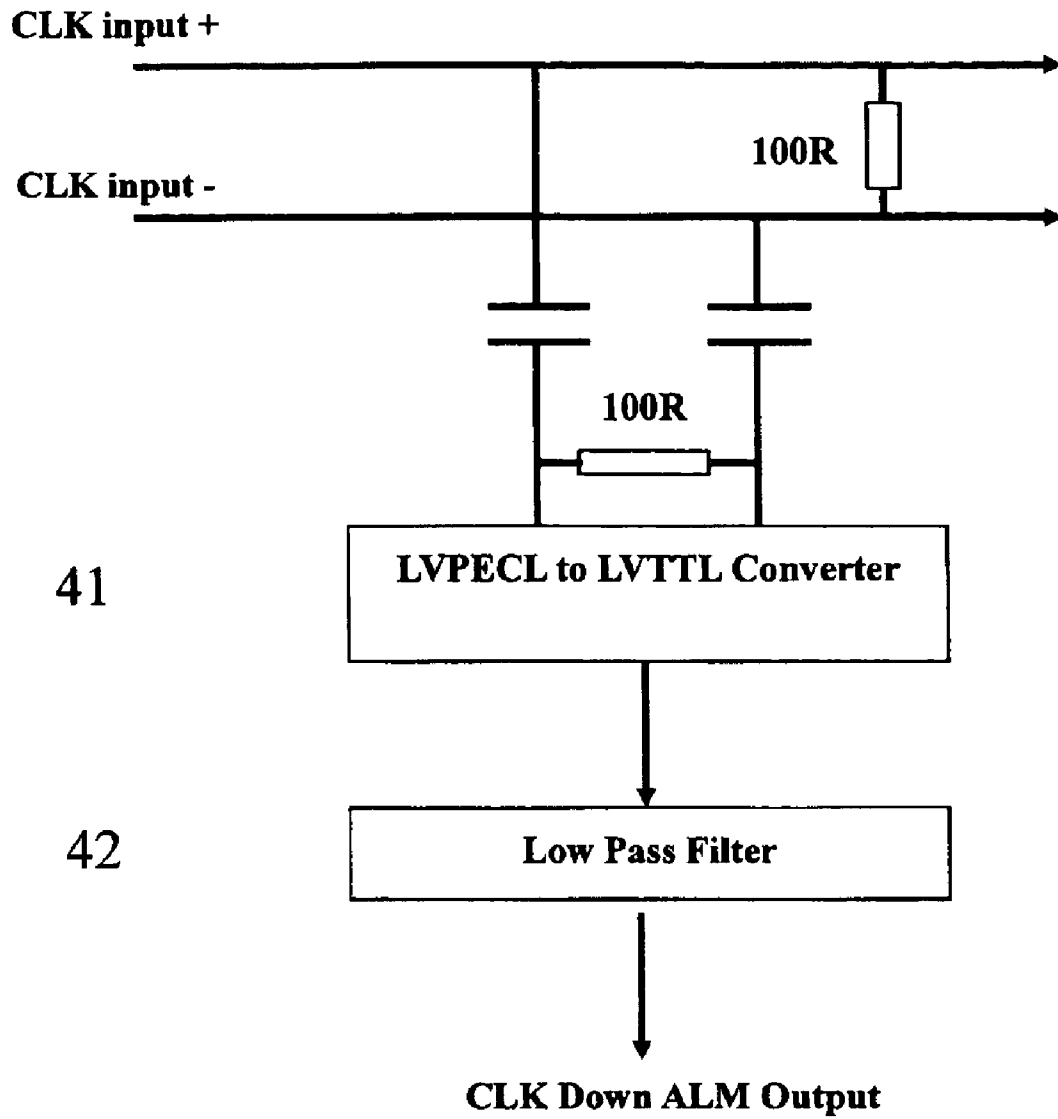 CLK input +
100R
CLK input -
100R
LVPECL to LVTTL Converter
41
Low Pass Filter
42
CLK Down ALM Output